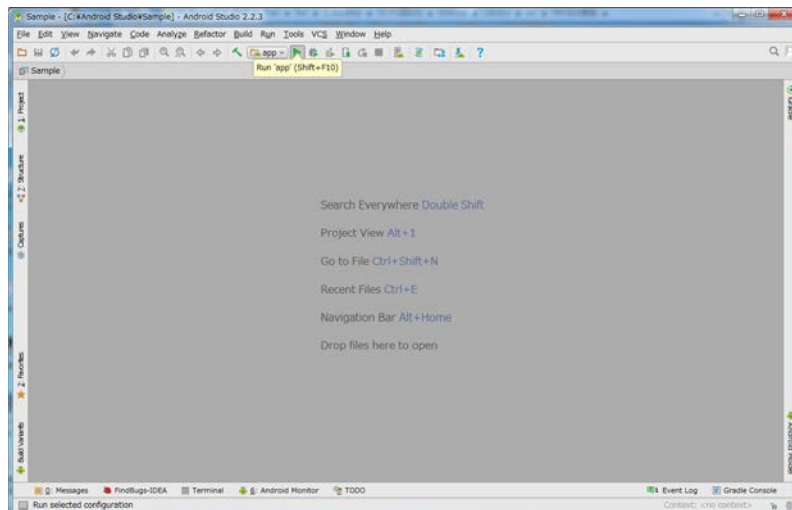 Sample - [C:¥Android Studio¥Sample] - Android Studio 2.2.3
File Edit View Navigate Code Analyze Refactor Build Run Tools VCS Window Help
app
Run 'app' (Shift+F10)
Sample
1: Project
Gradle
Z: Structure
Captures
Search Everywhere Double Shift
Project View Alt+1
Go to File Ctrl+Shift+N
Recent Files Ctrl+E
Navigation Bar Alt+Home
Drop files here to open
2: Favorites
Build Variants
Android Model
0: Messages FindBugs-IDEA Terminal 6: Android Monitor TODO Event Log Gradle Console
Run selected configuration Context: <no context>